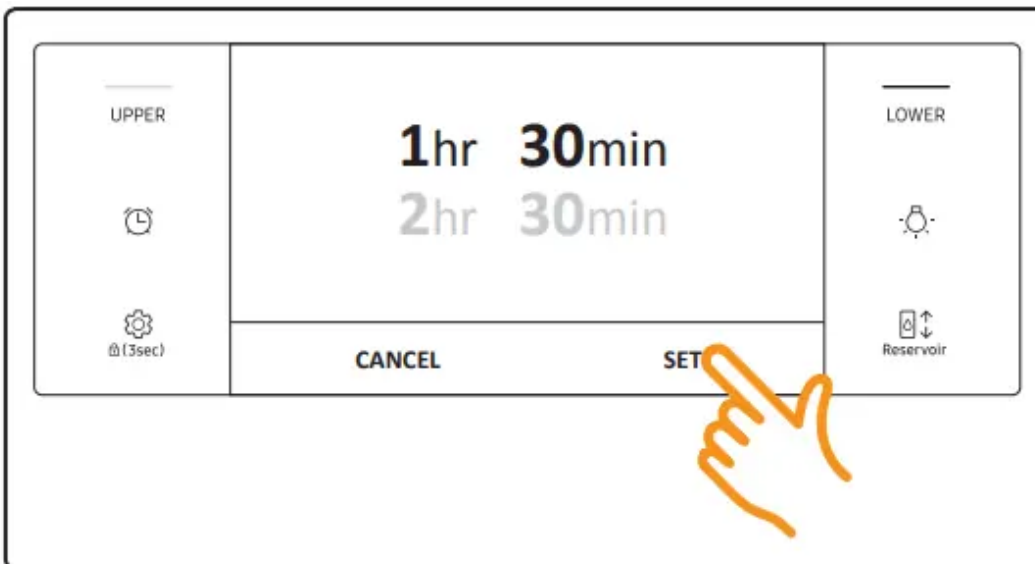 UPPER
LOWER
1hr 30min
2hr 30min
(3sec)
Reservoir
CANCEL
SET